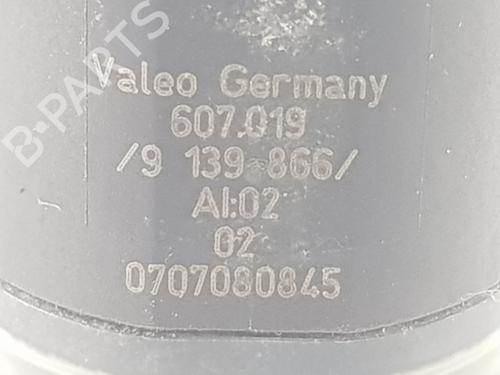 B-PARTS
Valeo Germany
607.019
/9 139 866/
AI:02
02
0707080845